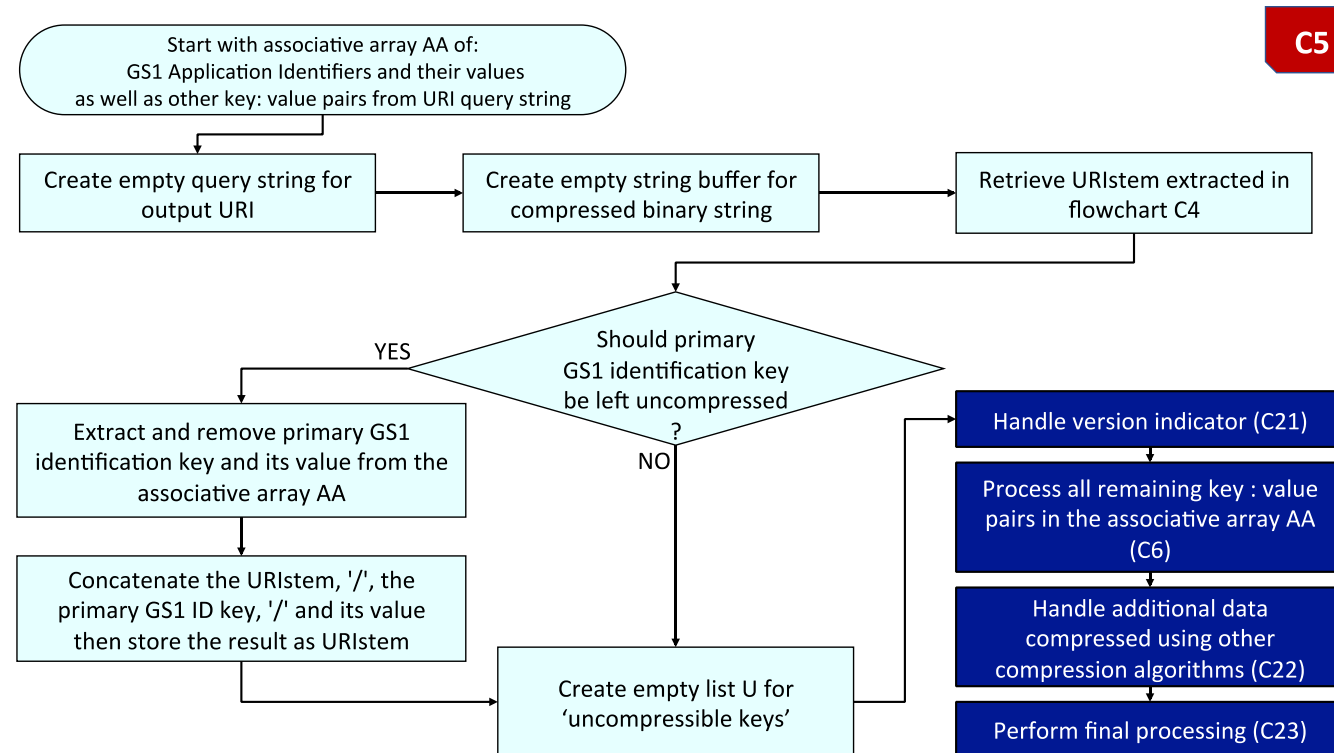 Start with associative array AA of:
GS1 Application Identifiers and their values
as well as other key: value pairs from URI query string
C5
Create empty query string for
output URI
Create empty string buffer for
compressed binary string
Retrieve URIstem extracted in
flowchart C4
Should primary
GS1 identification key
be left uncompressed
?
YES
NO
Extract and remove primary GS1
identification key and its value from the
associative array AA
Concatenate the URIstem, '/', the
primary GS1 ID key, '/' and its value
then store the result as URIstem
Create empty list U for
‘uncompressible keys’
Handle version indicator (C21)
Process all remaining key : value
pairs in the associative array AA
(C6)
Handle additional data
compressed using other
compression algorithms (C22)
Perform final processing (C23)